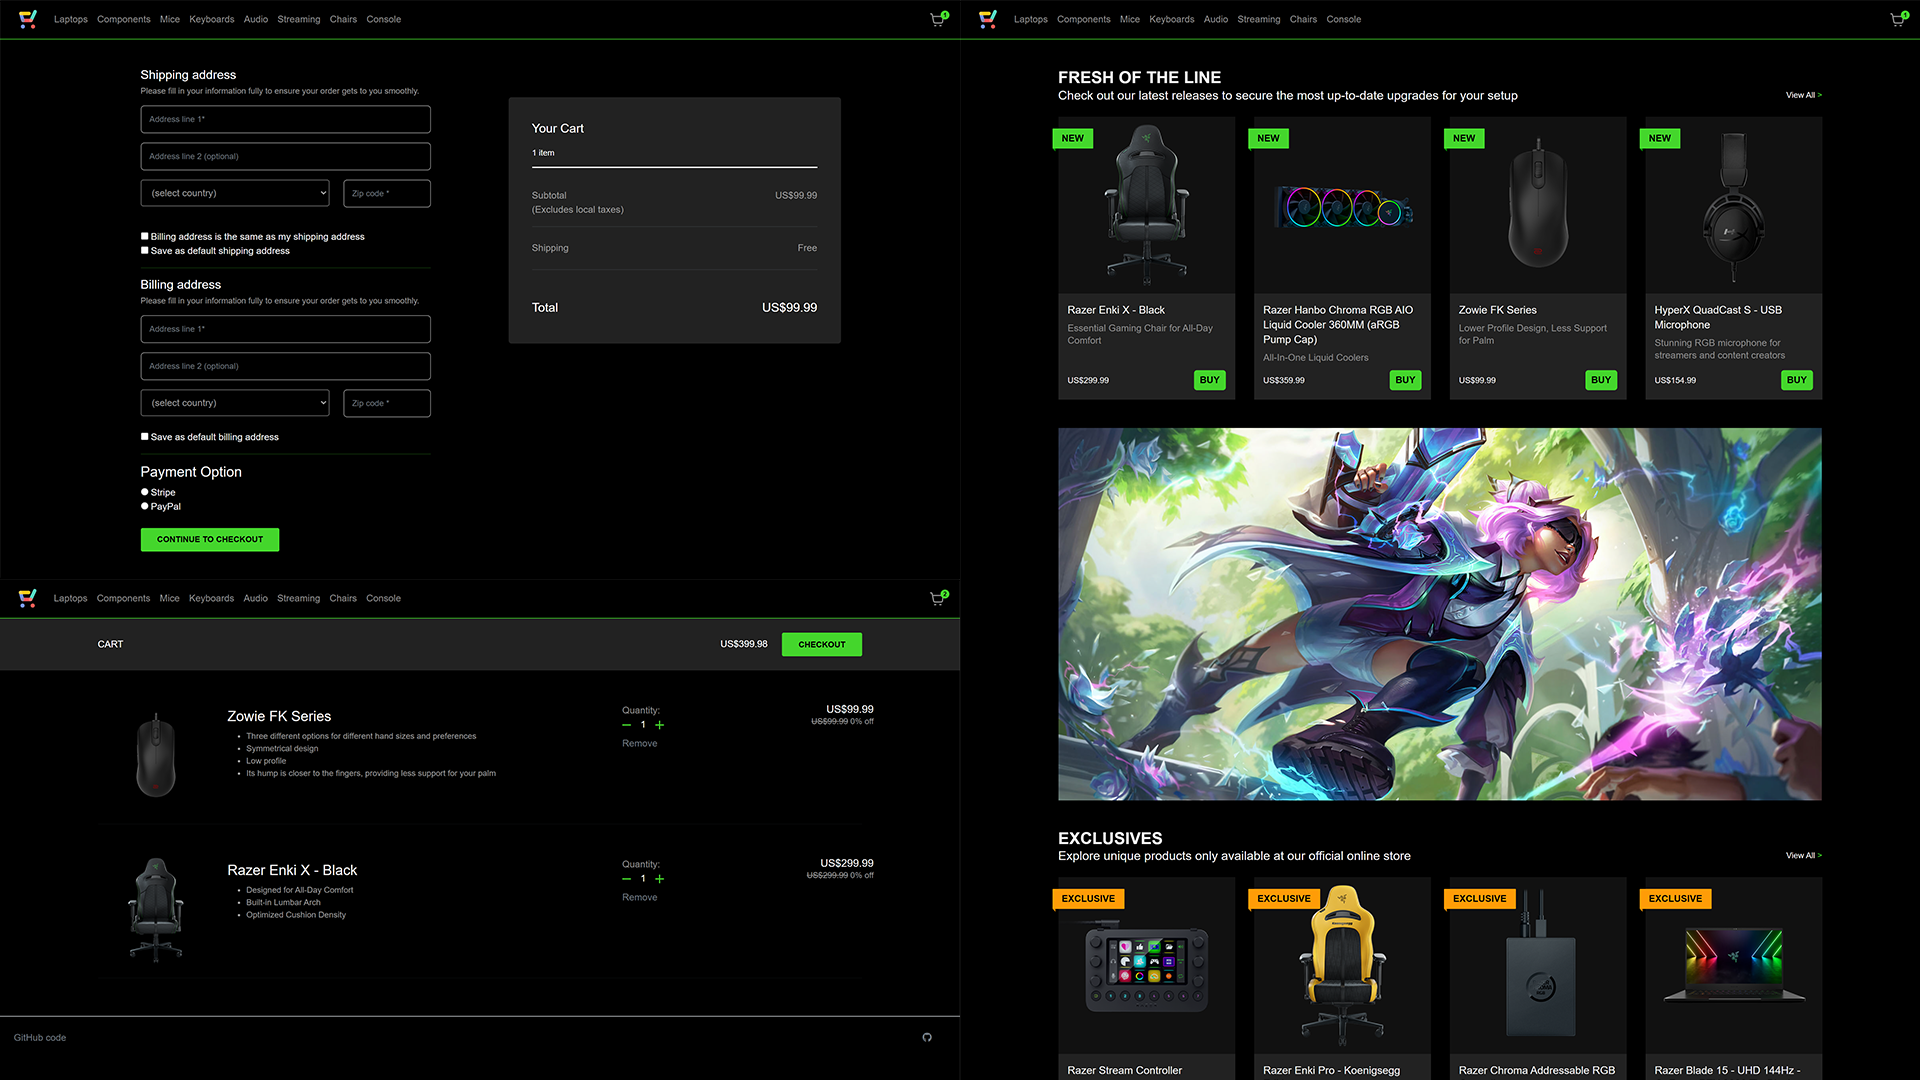 Laptops Components Mice Keyboards Audio Streaming Chairs Console 1
Shipping address
Please fill in your information fully to ensure your order gets to you smoothly.
Address line 1*
Address line 2 (optional)
(select country) Zip code *
Billing address is the same as my shipping address
Save as default shipping address
Billing address
Please fill in your information fully to ensure your order gets to you smoothly.
Address line 1*
Address line 2 (optional)
(select country) Zip code *
Save as default billing address
Payment Option
Stripe
PayPal
CONTINUE TO CHECKOUT
Your Cart
1 item
Subtotal US$99.99
(Excludes local taxes)
Shipping Free
Total US$99.99
Laptops Components Mice Keyboards Audio Streaming Chairs Console 2
CART US$399.98 CHECKOUT
Zowie FK Series
Three different options for different hand sizes and preferences
Symmetrical design
Low profile
Its hump is closer to the fingers, providing less support for your palm
Quantity:
1
Remove
US$99.99
US$99.99 0% off
Razer Enki X - Black
Designed for All-Day Comfort
Built-in Lumbar Arch
Optimized Cushion Density
Quantity:
1
Remove
US$299.99
US$299.99 0% off
GitHub code
Laptops Components Mice Keyboards Audio Streaming Chairs Console 1
FRESH OF THE LINE
Check out our latest releases to secure the most up-to-date upgrades for your setup
View All >
NEW
Razer Enki X - Black
Essential Gaming Chair for All-Day
Comfort
US$299.99 BUY
NEW
Razer Hanbo Chroma RGB AIO
Liquid Cooler 360MM (aRGB
Pump Cap)
All-In-One Liquid Coolers
US$359.99 BUY
NEW
Zowie FK Series
Lower Profile Design, Less Support
for Palm
US$99.99 BUY
NEW
HyperX QuadCast S - USB
Microphone
Stunning RGB microphone for
streamers and content creators
US$154.99 BUY
EXCLUSIVES
Explore unique products only available at our official online store
View All >
EXCLUSIVE
Razer Stream Controller
EXCLUSIVE
Razer Enki Pro - Koenigsegg
EXCLUSIVE
Razer Chroma Addressable RGB
EXCLUSIVE
Razer Blade 15 - UHD 144Hz -